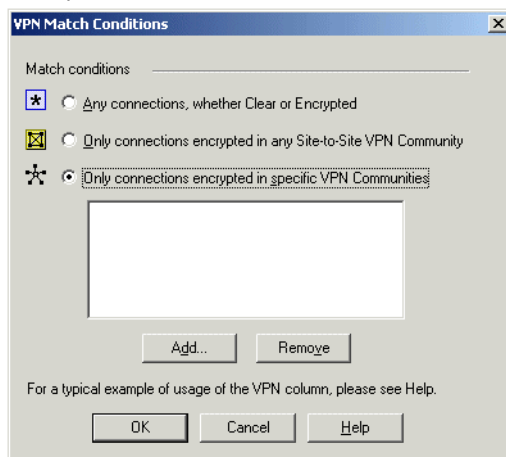 VPN Match Conditions
Match conditions
Any connections, whether Clear or Encrypted
Only connections encrypted in any Site-to-Site VPN Community
Only connections encrypted in specific VPN Communities
Add... Remove
For a typical example of usage of the VPN column, please see Help.
OK Cancel Help